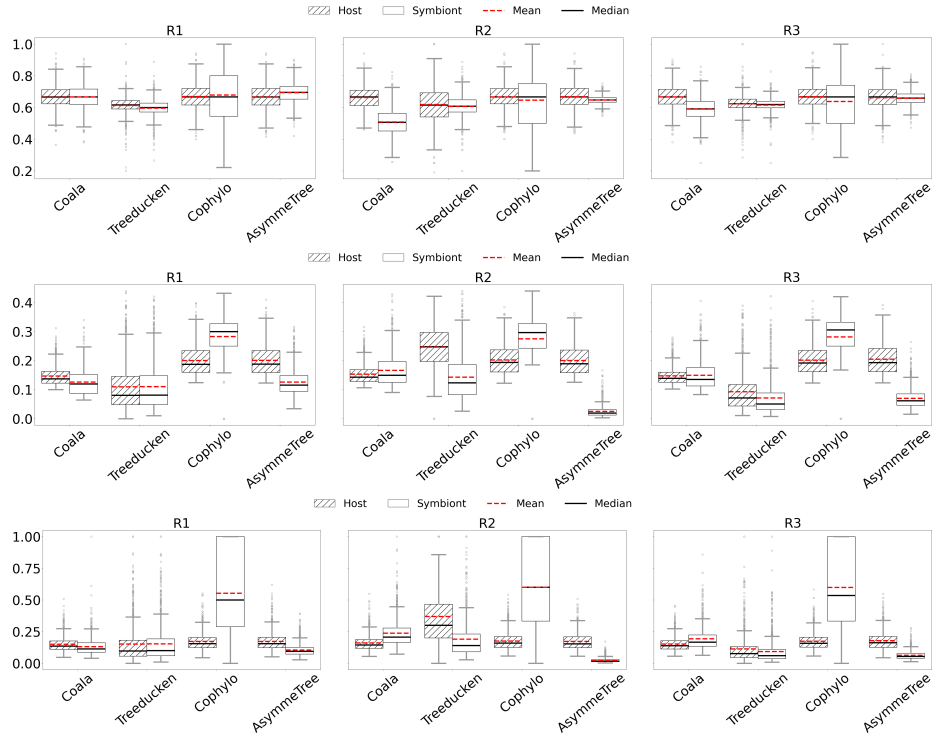 Host Symbiont Mean Median
R1 R2 R3
1.0
0.8
0.6
0.4
0.2
Coala Treeducken Cophylo AsymmeTree Coala Treeducken Cophylo AsymmeTree Coala Treeducken Cophylo AsymmeTree
Host Symbiont Mean Median
R1 R2 R3
0.4
0.3
0.2
0.1
0.0
Coala Treeducken Cophylo AsymmeTree Coala Treeducken Cophylo AsymmeTree Coala Treeducken Cophylo AsymmeTree
Host Symbiont Mean Median
R1 R2 R3
1.00
0.75
0.50
0.25
0.00
Coala Treeducken Cophylo AsymmeTree Coala Treeducken Cophylo AsymmeTree Coala Treeducken Cophylo AsymmeTree